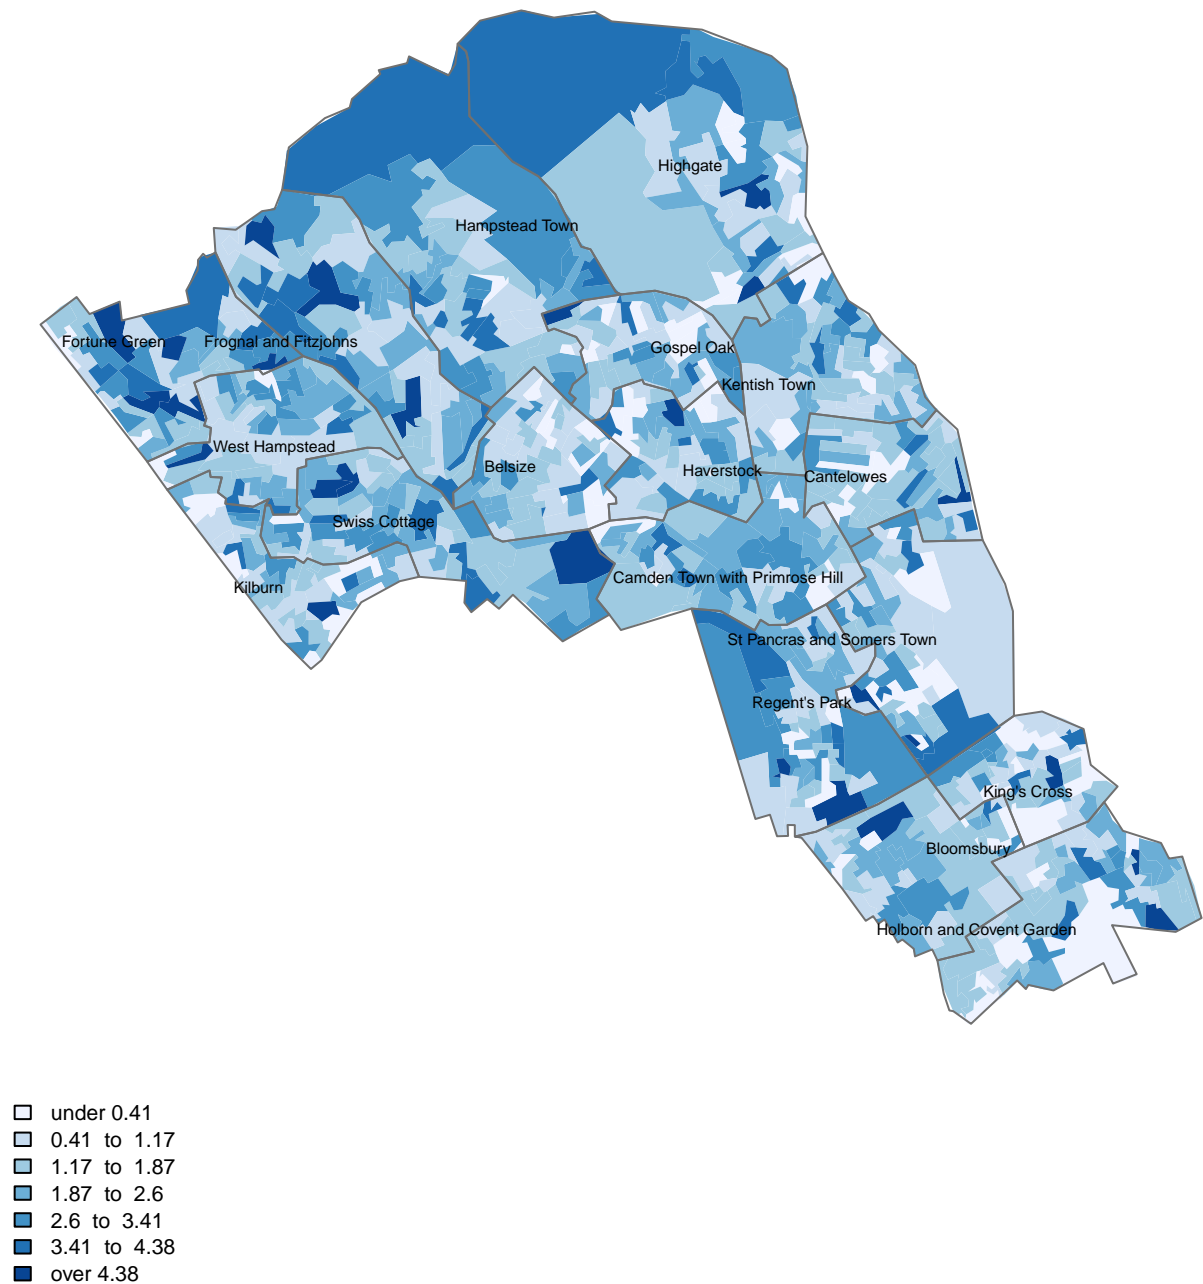 Highgate
Hampstead Town
Fortune Green
Frognal and Fitzjohns
Gospel Oak
Kentish Town
West Hampstead
Belsize
Haverstock
Cantelowes
Swiss Cottage
Camden Town with Primrose Hill
Kilburn
St Pancras and Somers Town
Regent's Park
King's Cross
Bloomsbury
Holborn and Covent Garden
under 0.41
0.41 to 1.17
1.17 to 1.87
1.87 to 2.6
2.6 to 3.41
3.41 to 4.38
over 4.38